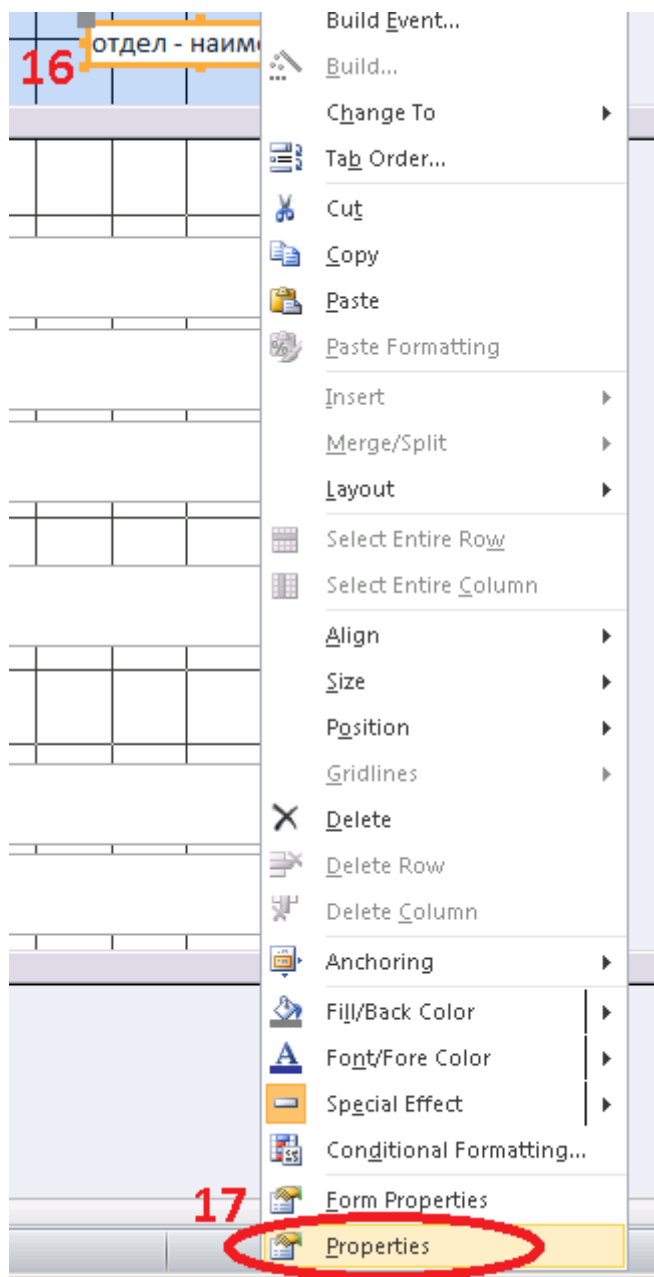 Build Event...
16
отдел - наим
Build...
Change To
Tab Order...
Cut
Copy
Paste
Paste Formatting
Insert
Merge/Split
Layout
Select Entire Row
Select Entire Column
Align
Size
Position
Gridlines
Delete
Delete Row
Delete Column
Anchoring
Fill/Back Color
Font/Fore Color
Special Effect
Conditional Formatting...
17
Form Properties
Properties